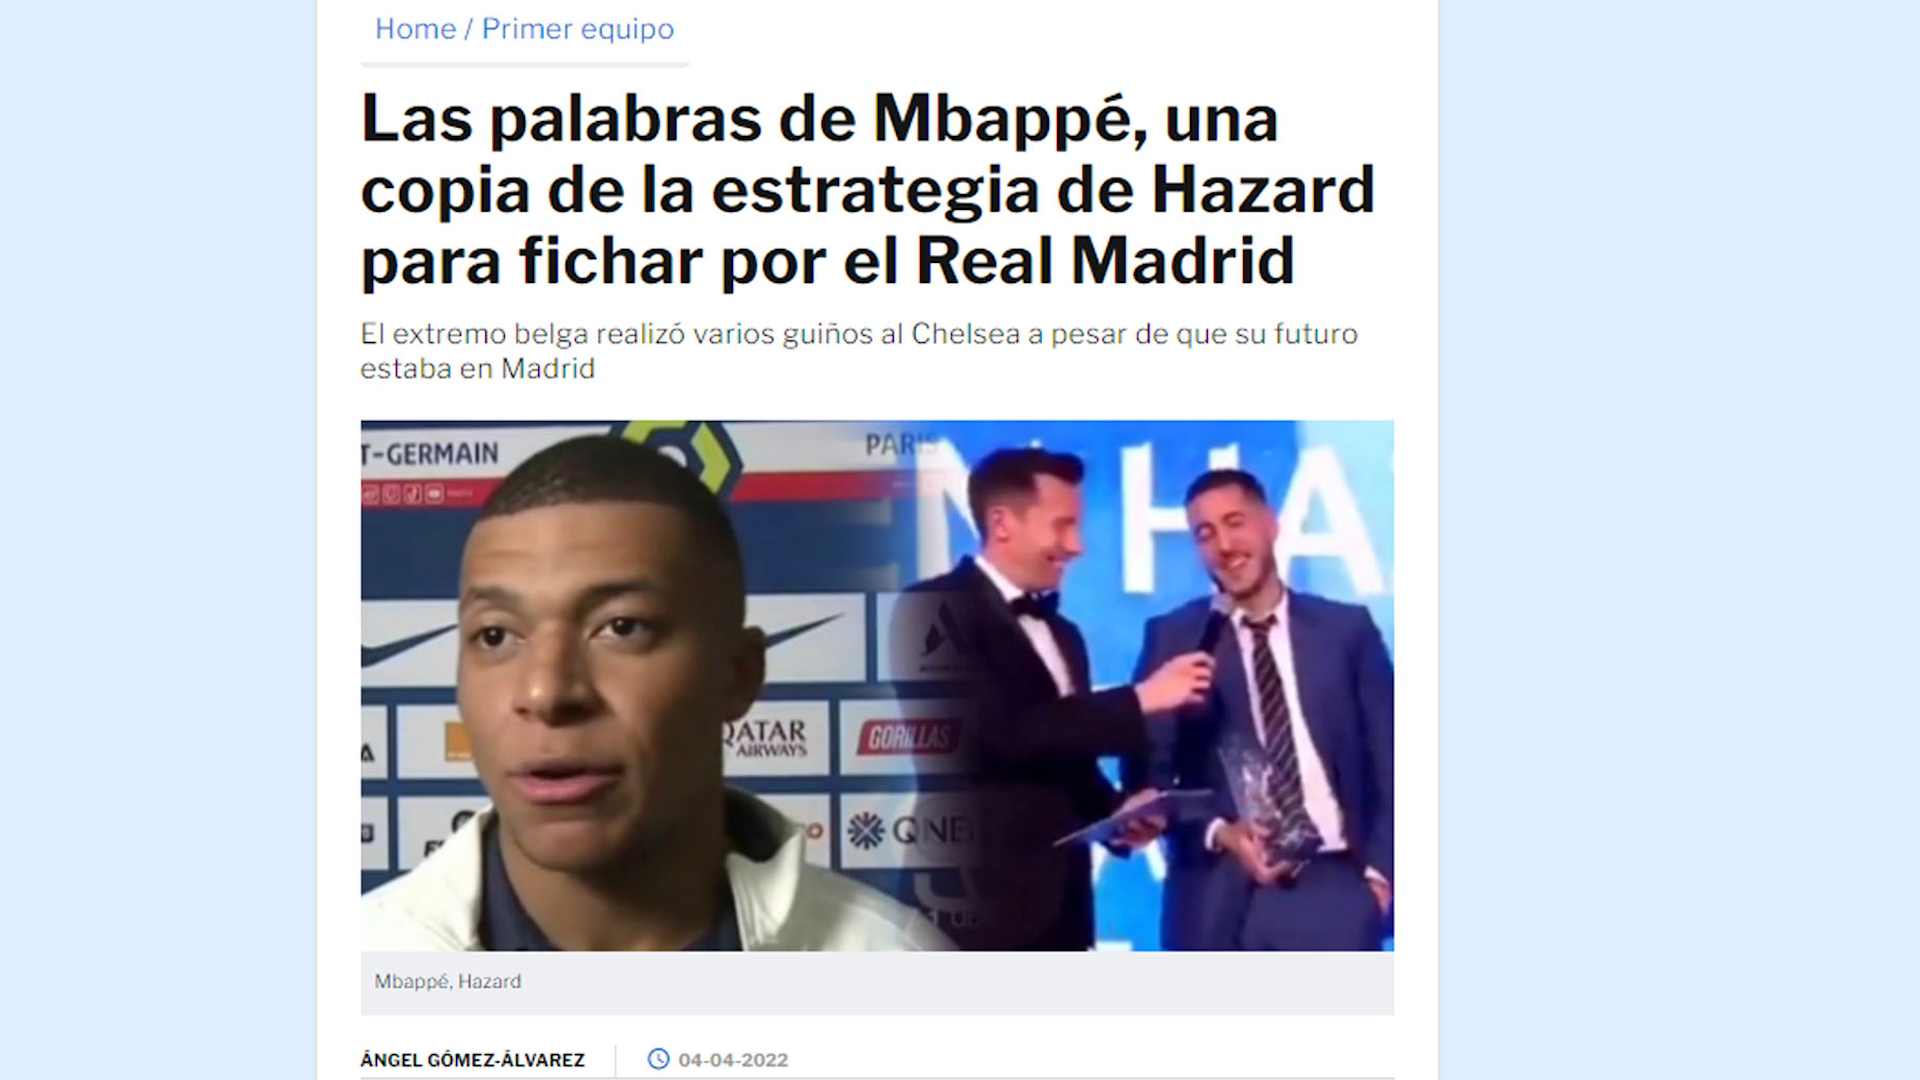 Home / Primer equipo
Las palabras de Mbappé, una
copia de la estrategia de Hazard
para fichar por el Real Madrid
El extremo belga realizó varios guiños al Chelsea a pesar de que su futuro
estaba en Madrid
T-GERMAIN
PARIS
HA
QATAR
AIRWAYS
GORILLAS
QNB
Mbappé, Hazard
ÁNGEL GÓMEZ-ÁLVAREZ
04-04-2022